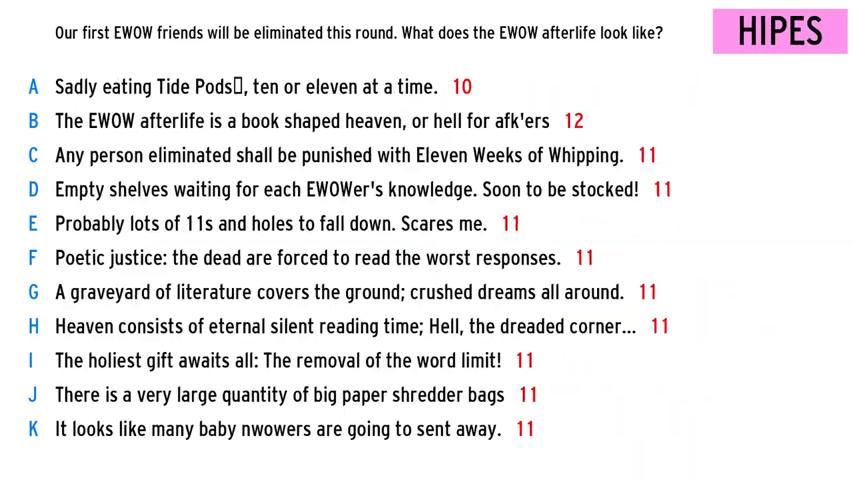 Our first EWOW friends will be eliminated this round. What does the EWOW afterlife look like?
HIPES
A Sadly eating Tide Pods▯, ten or eleven at a time. 10
B The EWOW afterlife is a book shaped heaven, or hell for afk'ers 12
C Any person eliminated shall be punished with Eleven Weeks of Whipping. 11
D Empty shelves waiting for each EWOWer's knowledge. Soon to be stocked! 11
E Probably lots of 11s and holes to fall down. Scares me. 11
F Poetic justice: the dead are forced to read the worst responses. 11
G A graveyard of literature covers the ground; crushed dreams all around. 11
H Heaven consists of eternal silent reading time; Hell, the dreaded corner... 11
I The holiest gift awaits all: The removal of the word limit! 11
J There is a very large quantity of big paper shredder bags 11
K It looks like many baby nwowers are going to sent away. 11